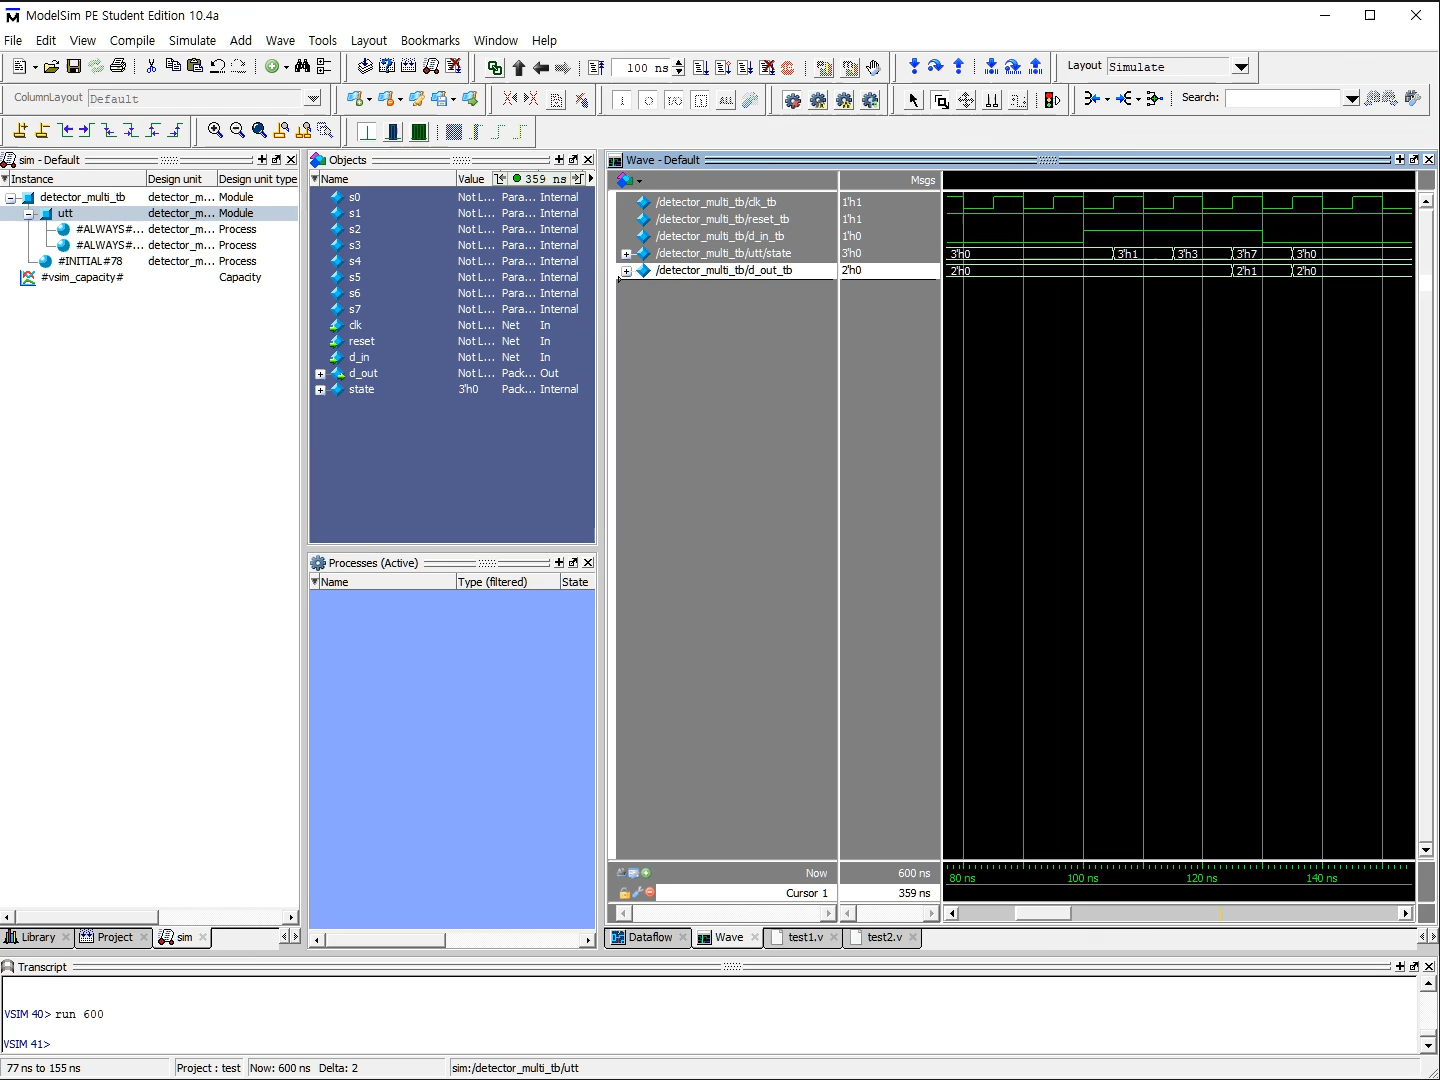 ModelSim PE Student Edition 10.4a
File Edit View Compile Simulate Add Wave Tools Layout Bookmarks Window Help
100 ns
Layout Simulate
ColumnLayout Default
Search:
sim - Default
Instance Design unit Design unit type
detector_multi_tb detector_m... Module
utt detector_m... Module
#ALWAYS#... detector_m... Process
#ALWAYS#... detector_m... Process
#INITIAL#78 detector_m... Process
#vsim_capacity# Capacity
Library Project sim
Objects
Name Value 359 ns
s0 Not L... Para... Internal
s1 Not L... Para... Internal
s2 Not L... Para... Internal
s3 Not L... Para... Internal
s4 Not L... Para... Internal
s5 Not L... Para... Internal
s6 Not L... Para... Internal
s7 Not L... Para... Internal
clk Not L... Net In
reset Not L... Net In
d_in Not L... Net In
d_out Not L... Pack... Out
state 3'h0 Pack... Internal
Processes (Active)
Name Type (filtered) State
Wave - Default
Msgs
/detector_multi_tb/clk_tb 1'h1
/detector_multi_tb/reset_tb 1'h1
/detector_multi_tb/d_in_tb 1'h0
/detector_multi_tb/utt/state 3'h0 3'h0 3'h1 3'h3 3'h7 3'h0
/detector_multi_tb/d_out_tb 2'h0 2'h0 2'h1 2'h0
Now 600 ns 80 ns 100 ns 120 ns 140 ns
Cursor 1 359 ns
Dataflow Wave test1.v test2.v
Transcript
VSIM 40> run 600
VSIM 41>
77 ns to 155 ns Project : test Now: 600 ns Delta: 2 sim:/detector_multi_tb/utt